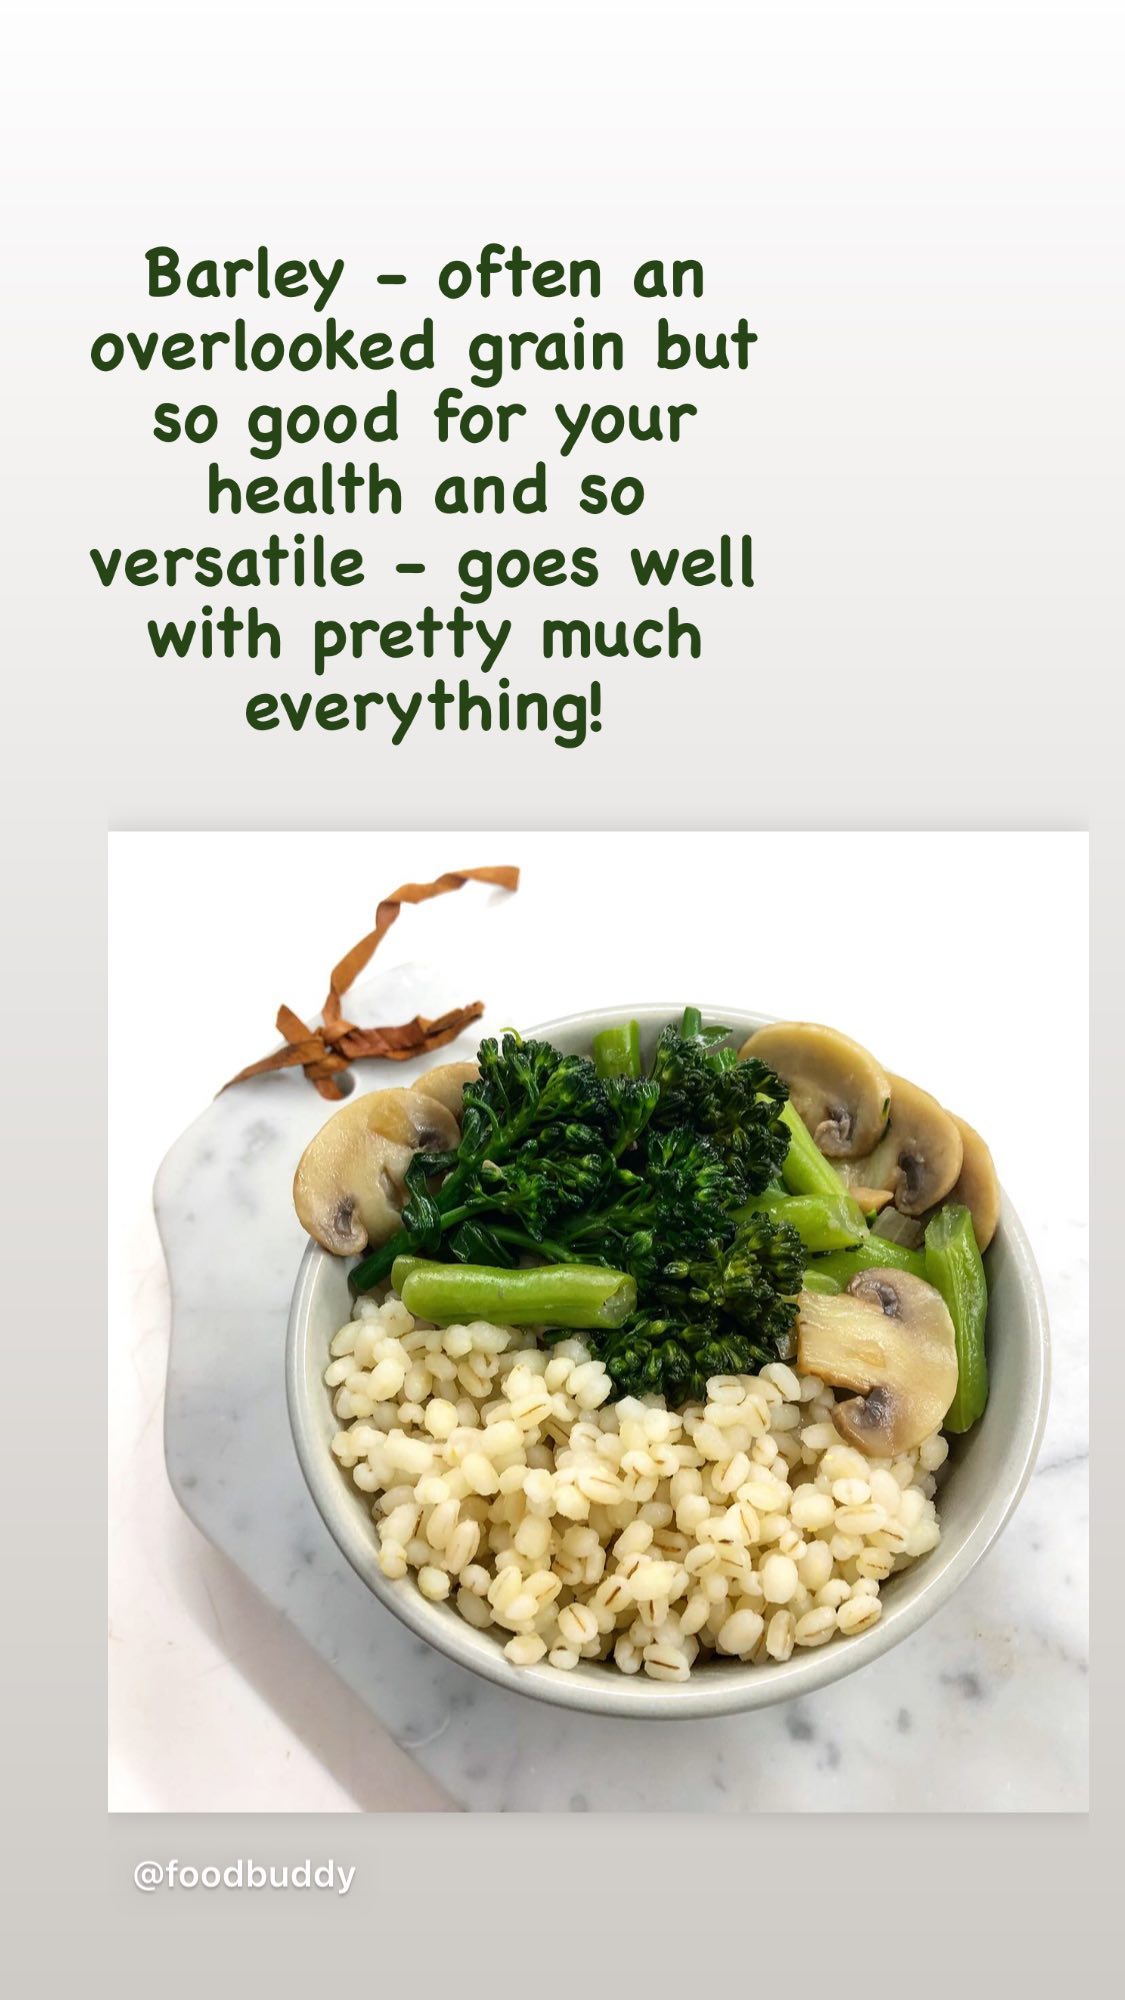 Barley - often an
overlooked grain but
so good for your
health and so
versatile - goes well
with pretty much
everything!
@foodbuddy